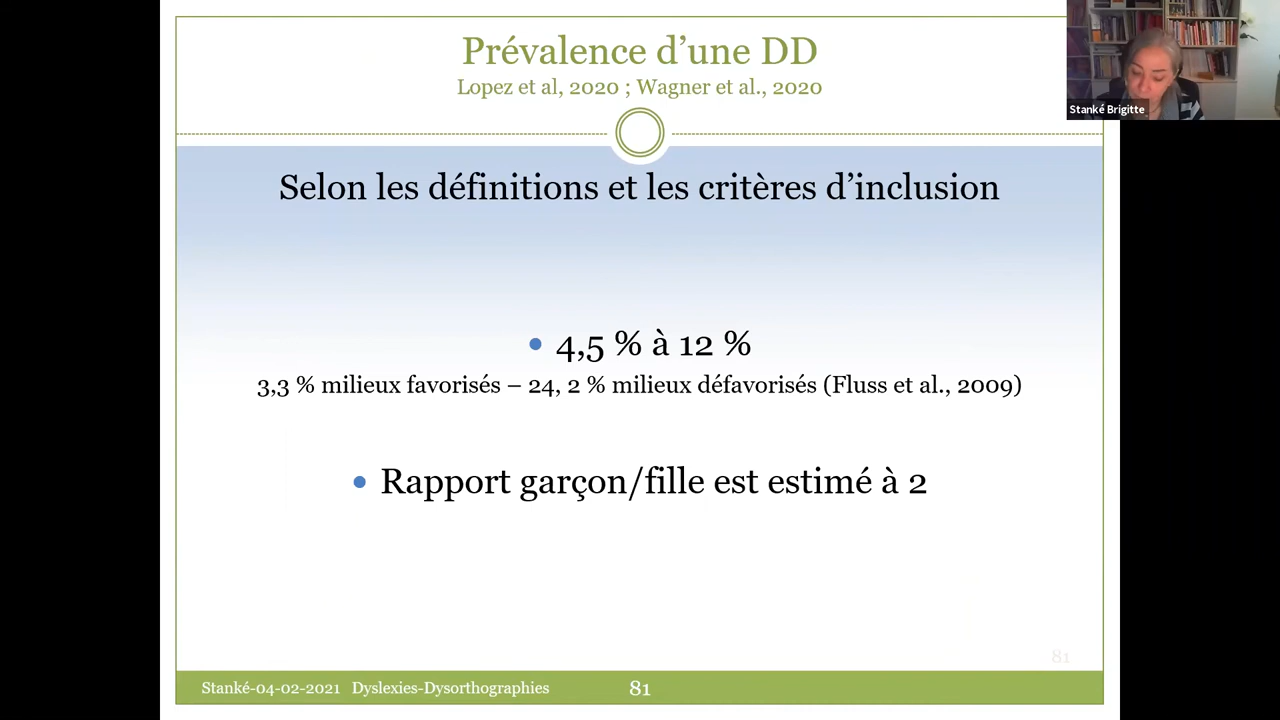 Prévalence d’une DD
Lopez et al, 2020 ; Wagner et al., 2020
Stanké Brigitte
Selon les définitions et les critères d’inclusion
• 4,5 % à 12 %
3,3 % milieux favorisés – 24, 2 % milieux défavorisés (Fluss et al., 2009)
• Rapport garçon/fille est estimé à 2
81
Stanké-04-02-2021 Dyslexies-Dysorthographies 81